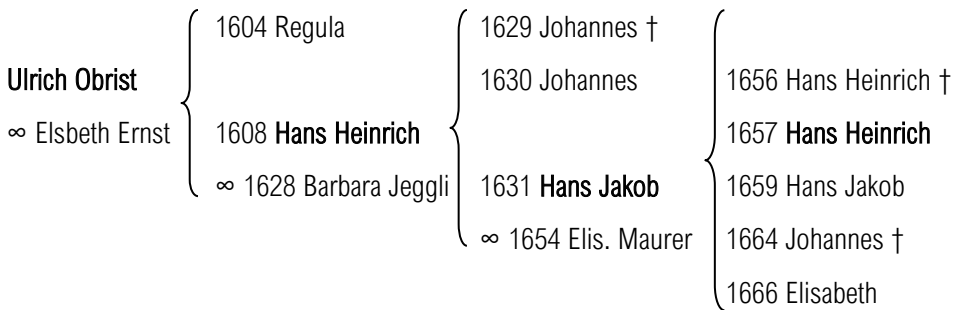 Ulrich Obrist
∞ Elsbeth Ernst
1604 Regula
1608 Hans Heinrich
∞ 1628 Barbara Jeggli
1629 Johannes †
1630 Johannes
1631 Hans Jakob
∞ 1654 Elis. Maurer
1656 Hans Heinrich †
1657 Hans Heinrich
1659 Hans Jakob
1664 Johannes †
1666 Elisabeth